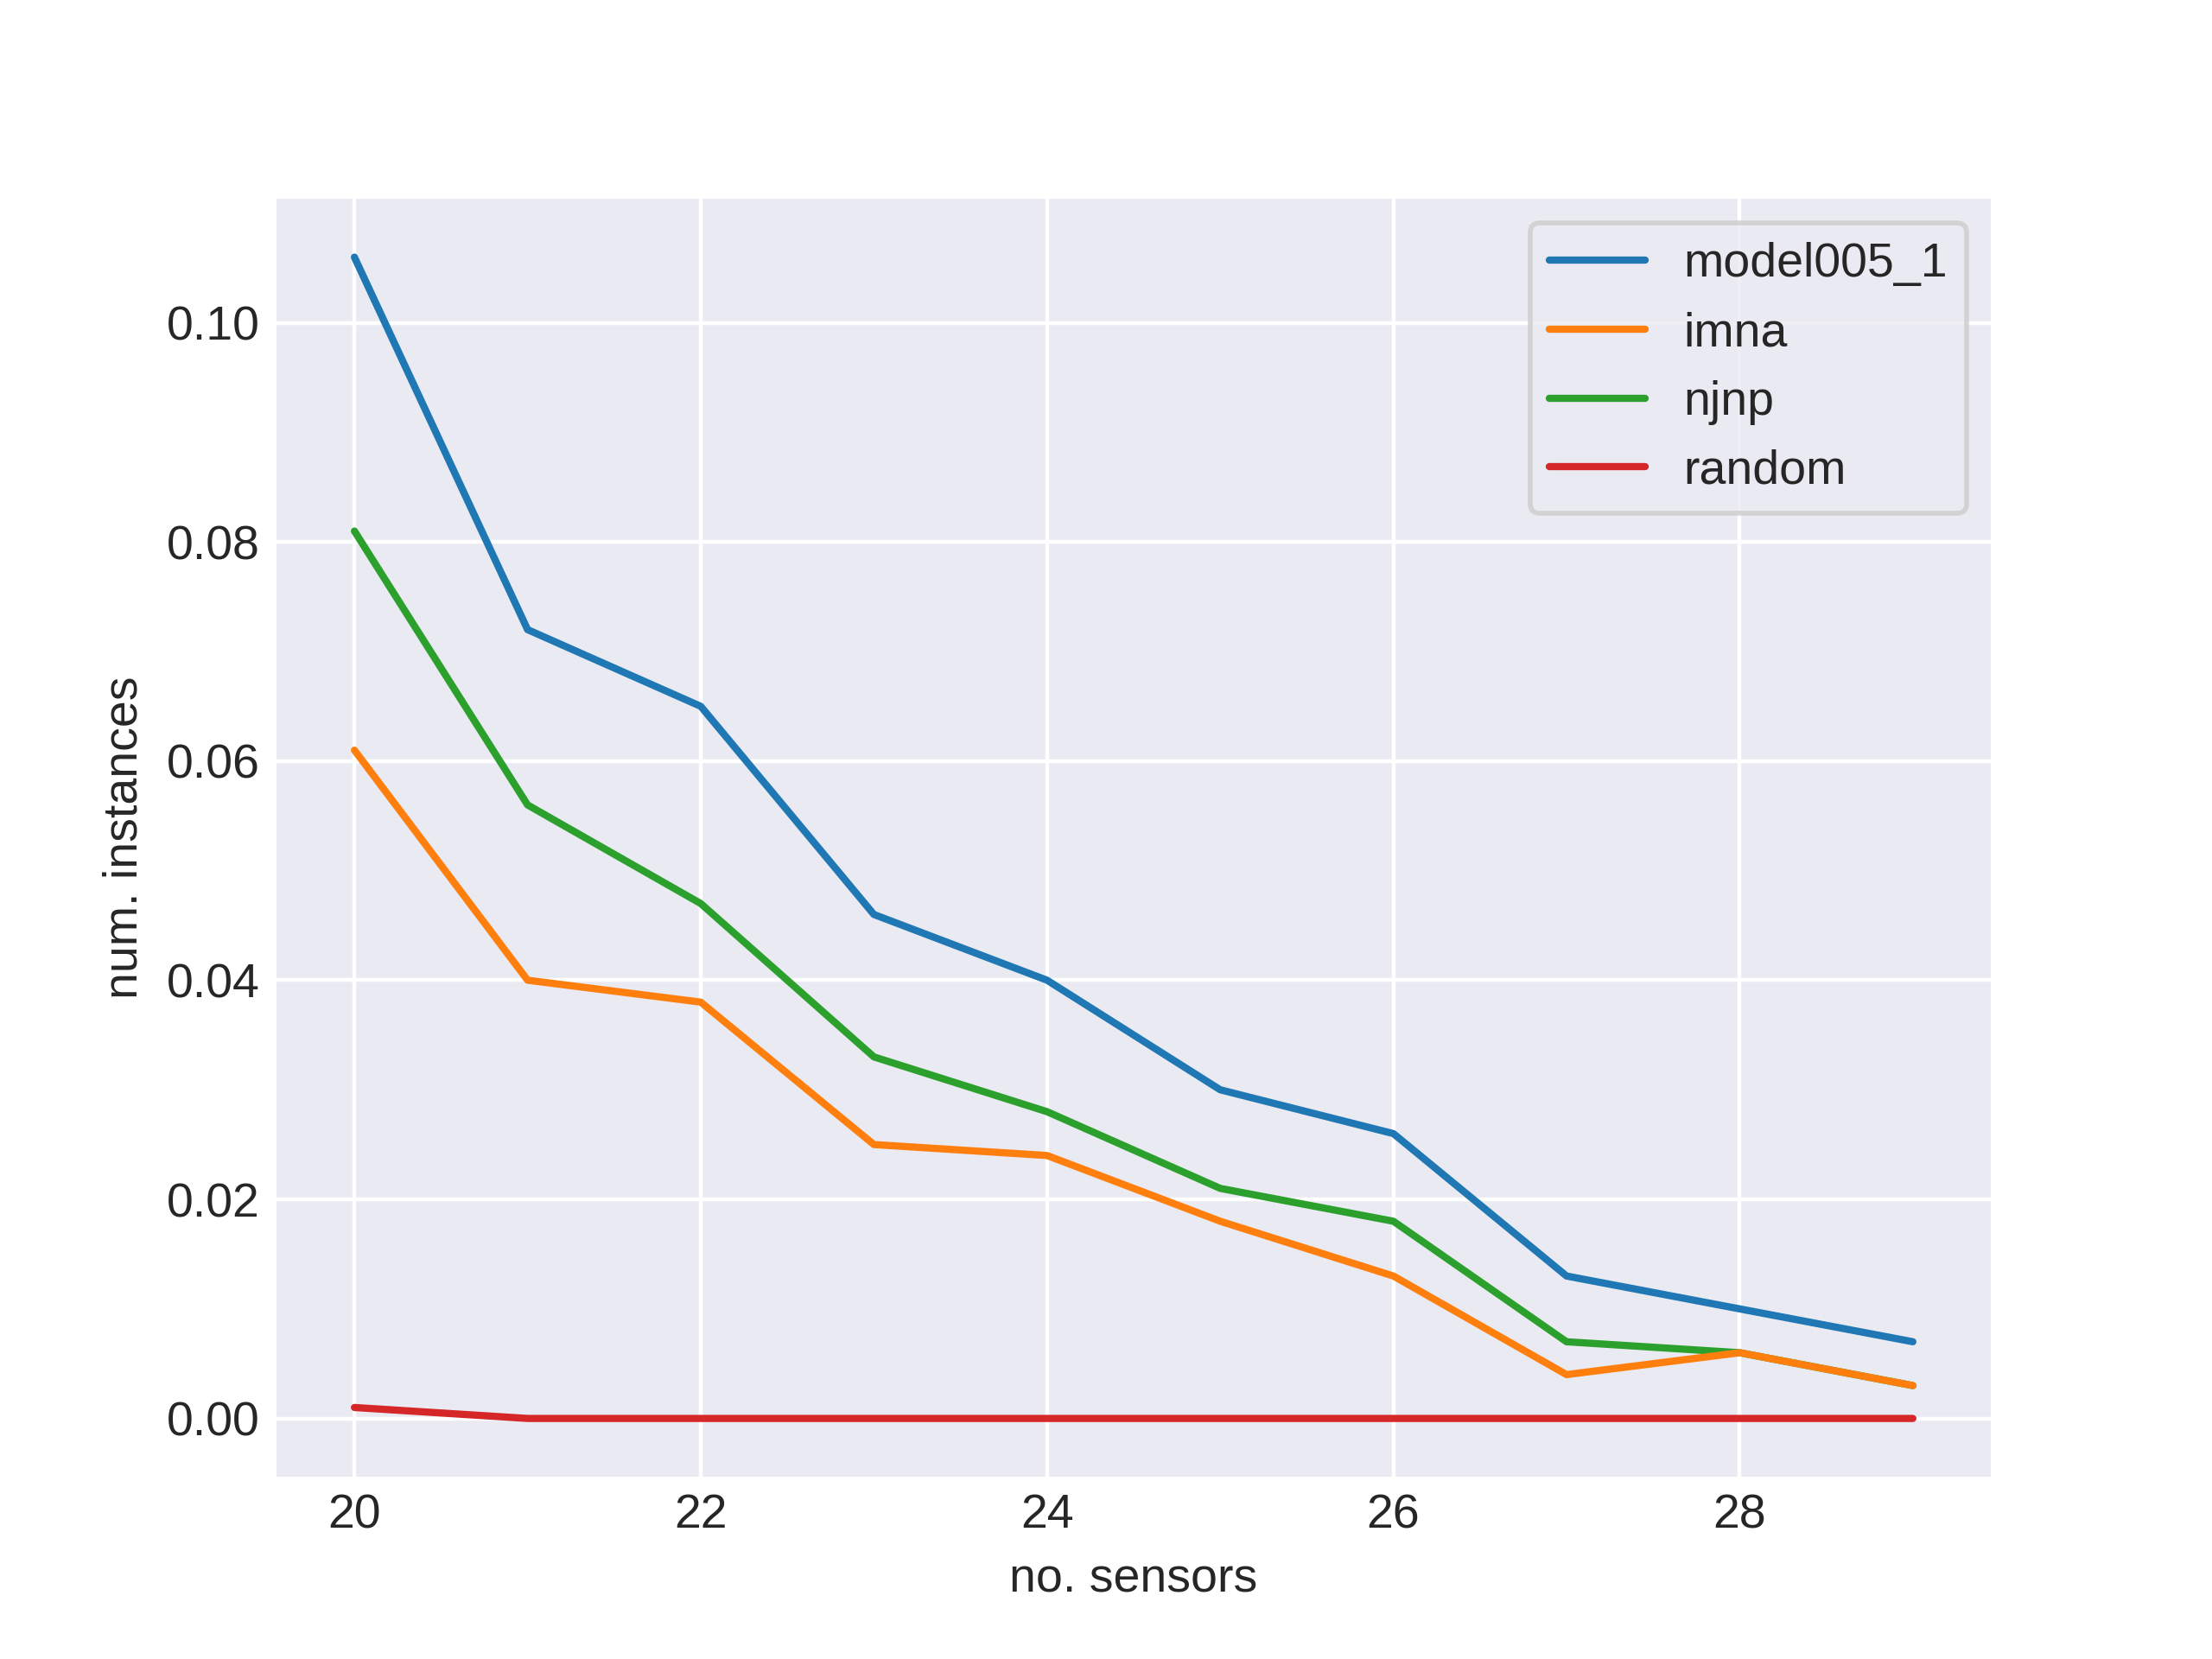 model005_1
imna
njnp
random
0.10
0.08
0.06
0.04
0.02
0.00
num. instances
20 22 24 26 28
no. sensors